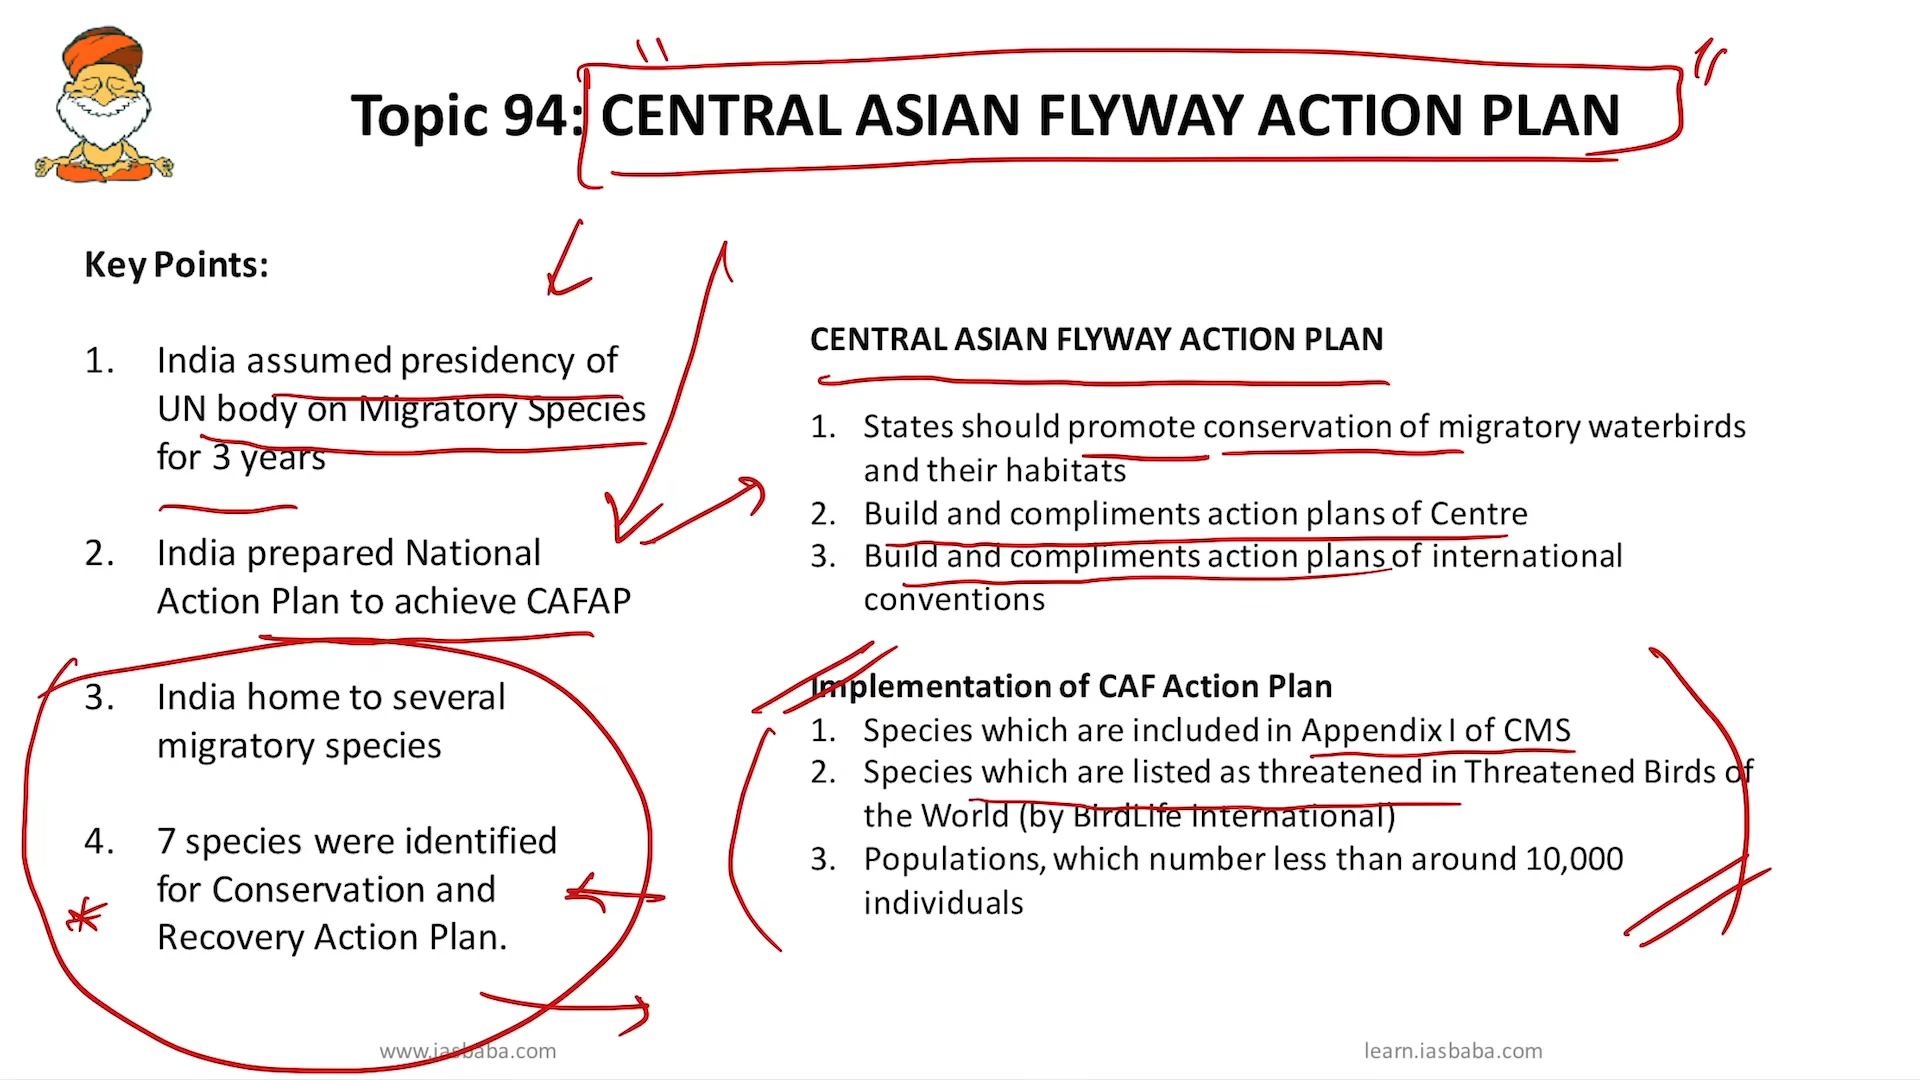 Topic 94: CENTRAL ASIAN FLYWAY ACTION PLAN
Key Points:
1. India assumed presidency of
UN body on Migratory Species
for 3 years
2. India prepared National
Action Plan to achieve CAFAP
3. India home to several
migratory species
4. 7 species were identified
for Conservation and
Recovery Action Plan.
CENTRAL ASIAN FLYWAY ACTION PLAN
1. States should promote conservation of migratory waterbirds
and their habitats
2. Build and compliments action plans of Centre
3. Build and compliments action plans of international
conventions
Implementation of CAF Action Plan
1. Species which are included in Appendix I of CMS
2. Species which are listed as threatened in Threatened Birds of
the World (by BirdLife International)
3. Populations, which number less than around 10,000
individuals
www.iasbaba.com
learn.iasbaba.com